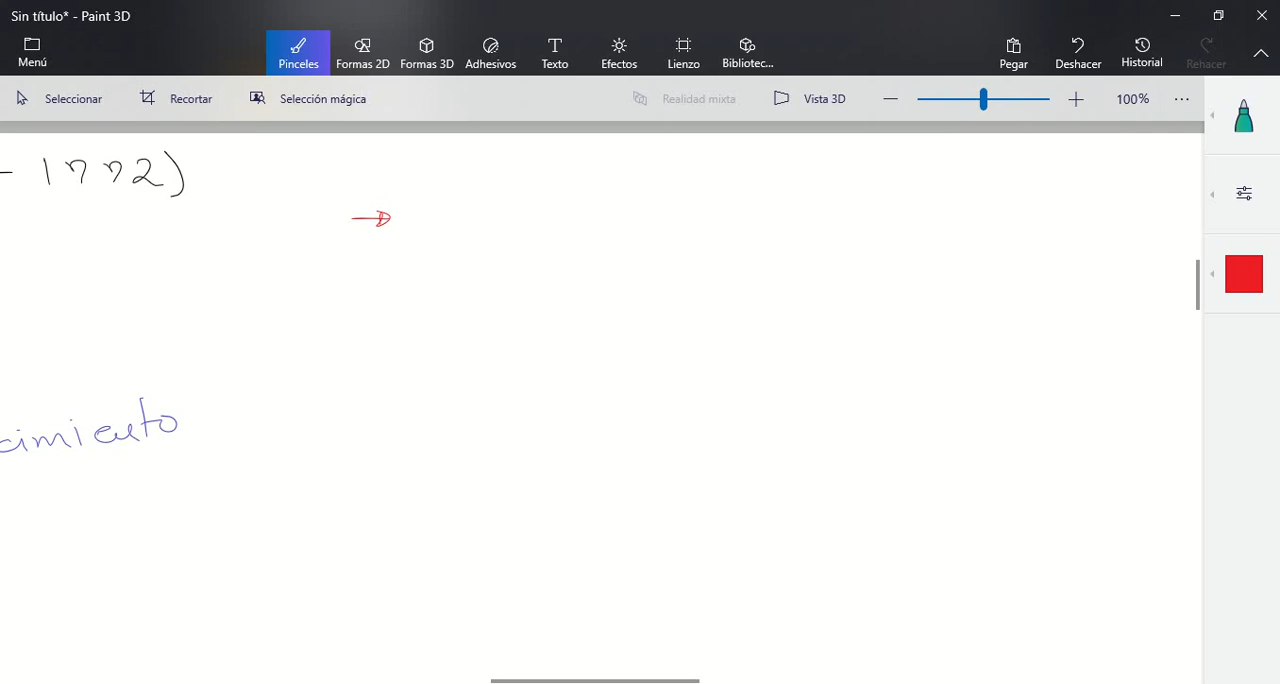 Sin título* - Paint 3D
Menú
Pinceles
Formas 2D
Formas 3D
Adhesivos
Texto
Efectos
Lienzo
Bibliotec...
Pegar
Deshacer
Historial
Rehacer
Seleccionar
Recortar
Selección mágica
Realidad mixta
Vista 3D
100%
- 1772)
cimiento